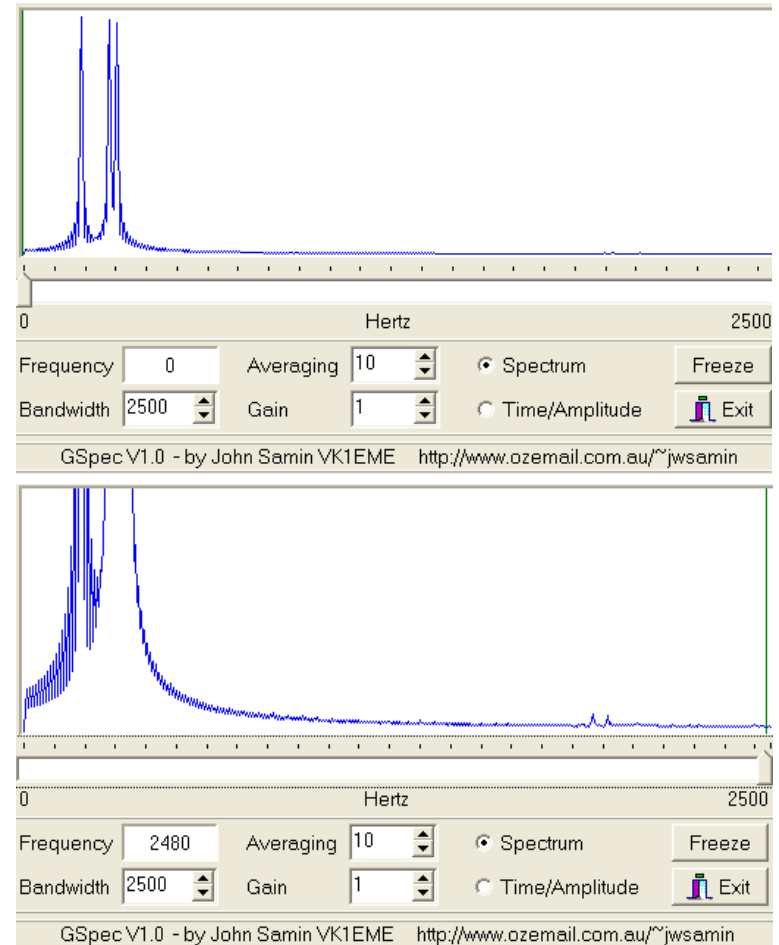 0 Hertz 2500
Frequency 0 Averaging 10 Spectrum Freeze
Bandwidth 2500 Gain 1 Time/Amplitude Exit
GSpec V1.0 - by John Samin VK1EME http://www.ozemail.com.au/~jwsamin
0 Hertz 2500
Frequency 2480 Averaging 10 Spectrum Freeze
Bandwidth 2500 Gain 1 Time/Amplitude Exit
GSpec V1.0 - by John Samin VK1EME http://www.ozemail.com.au/~jwsamin